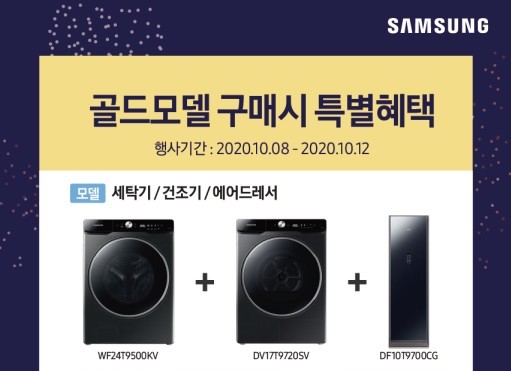 SAMSUNG
골드모델 구매시 특별혜택
행사기간 : 2020.10.08 - 2020.10.12
모델 세탁기 / 건조기 / 에어드레서
+ +
WF24T9500KV DV17T9720SV DF10T9700CG